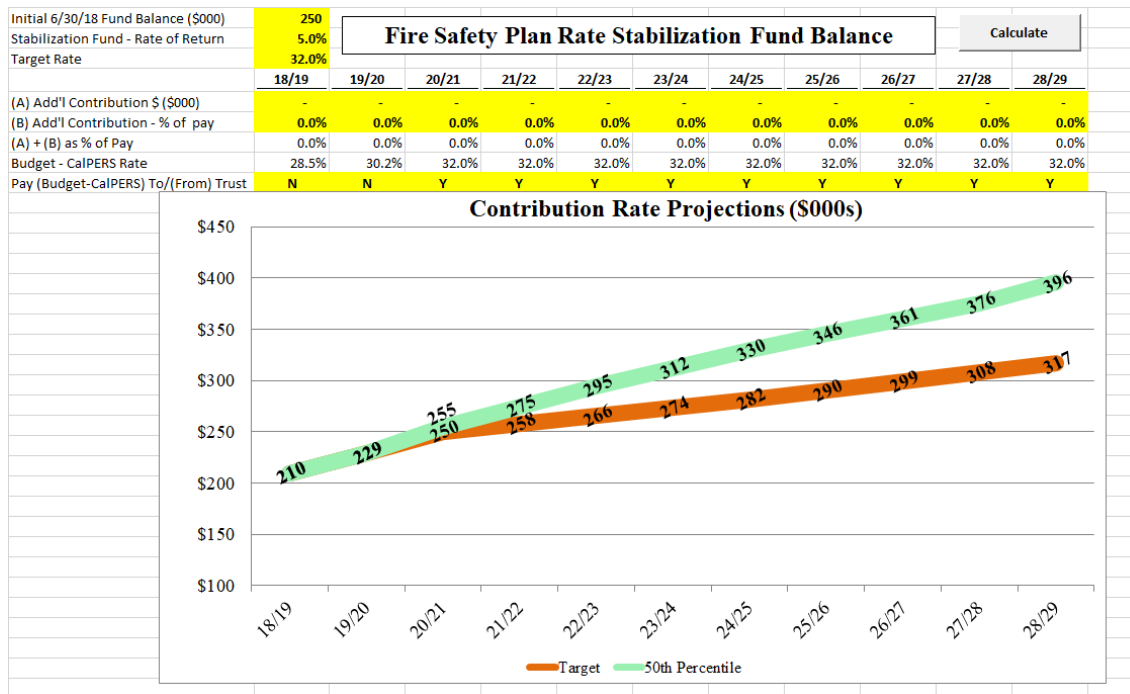 Initial 6/30/18 Fund Balance ($000) 250
Stabilization Fund - Rate of Return 5.0%
Target Rate 32.0%
Fire Safety Plan Rate Stabilization Fund Balance
Calculate
18/19 19/20 20/21 21/22 22/23 23/24 24/25 25/26 26/27 27/28 28/29
(A) Add'l Contribution $ ($000) - - - - - - - - - - -
(B) Add'l Contribution - % of pay 0.0% 0.0% 0.0% 0.0% 0.0% 0.0% 0.0% 0.0% 0.0% 0.0% 0.0%
(A) + (B) as % of Pay 0.0% 0.0% 0.0% 0.0% 0.0% 0.0% 0.0% 0.0% 0.0% 0.0% 0.0%
Budget - CalPERS Rate 28.5% 30.2% 32.0% 32.0% 32.0% 32.0% 32.0% 32.0% 32.0% 32.0% 32.0%
Pay (Budget-CalPERS) To/(From) Trust N N Y Y Y Y Y Y Y Y Y
Contribution Rate Projections ($000s)
$450
$400
$350
$300
$250
$200
$150
$100
210 229 255 275 295 312 330 346 361 376 396
250 258 266 274 282 290 299 308 317
18/19 19/20 20/21 21/22 22/23 23/24 24/25 25/26 26/27 27/28 28/29
Target 50th Percentile